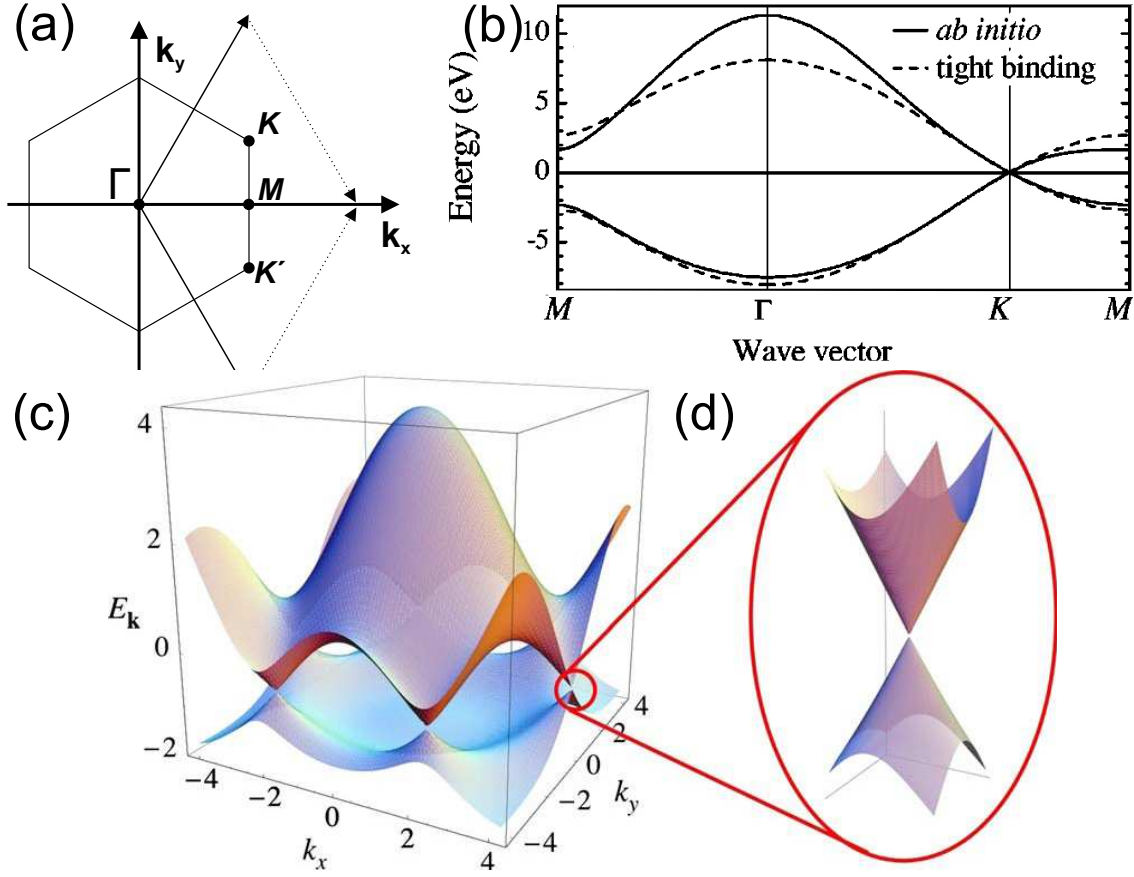 (a)
k_y
K
Γ
M
k_x
K´
(b)
Energy (eV)
10
5
0
-5
ab initio
tight binding
M
Γ
K
M
Wave vector
(c)
4
2
0
−2
E_k
−4
−2
0
2
4
k_x
−4
−2
0
2
4
k_y
(d)